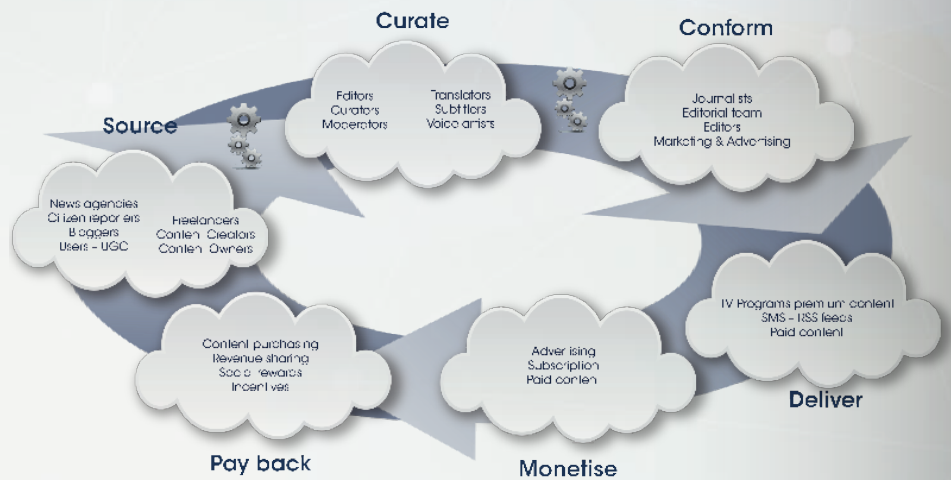 Curate
Editors
Curators
Moderators
Translators
Subtitlers
Voice artists
Conform
Journalists
Editorial team
Editors
Marketing & Advertising
Source
News agencies
Citizen reporters
Bloggers
Users – UGC
Freelancers
Content Creators
Content Owners
TV Programs premium content
SMS – RSS feeds
Paid content
Deliver
Advertising
Subscription
Paid content
Monetise
Content purchasing
Revenue sharing
Social rewards
Incentives
Pay back